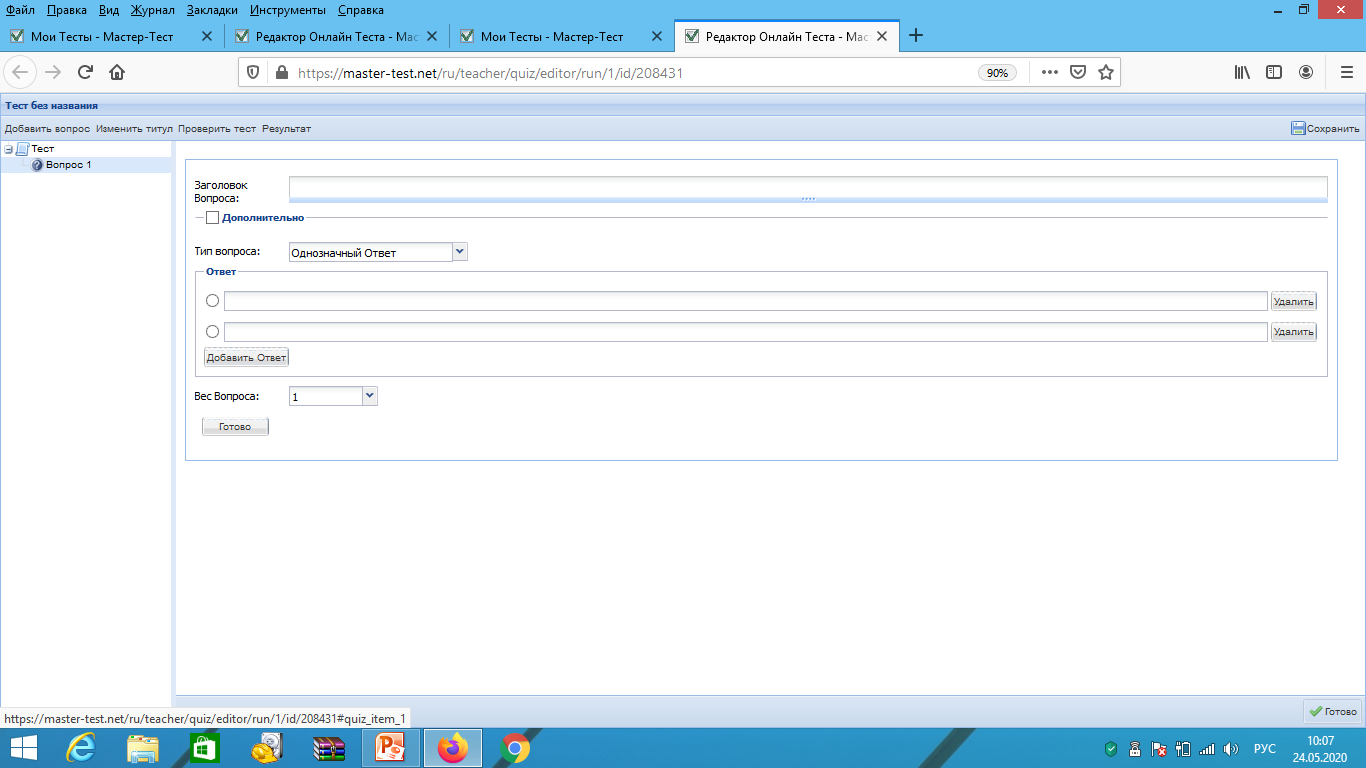 Файл Правка Вид Журнал Закладки Инструменты Справка
Мои Тесты - Мастер-Тест
Редактор Онлайн Теста - Мас
Мои Тесты - Мастер-Тест
Редактор Онлайн Теста - Мас
https://master-test.net/ru/teacher/quiz/editor/run/1/id/208431
90%
Тест без названия
Добавить вопрос Изменить титул Проверить тест Результат
Сохранить
Тест
Вопрос 1
Заголовок
Вопроса:
Дополнительно
Тип вопроса:
Однозначный Ответ
Ответ
Удалить
Удалить
Добавить Ответ
Вес Вопроса:
1
Готово
Готово
https://master-test.net/ru/teacher/quiz/editor/run/1/id/208431#quiz_item_1
РУС
10:07
24.05.2020